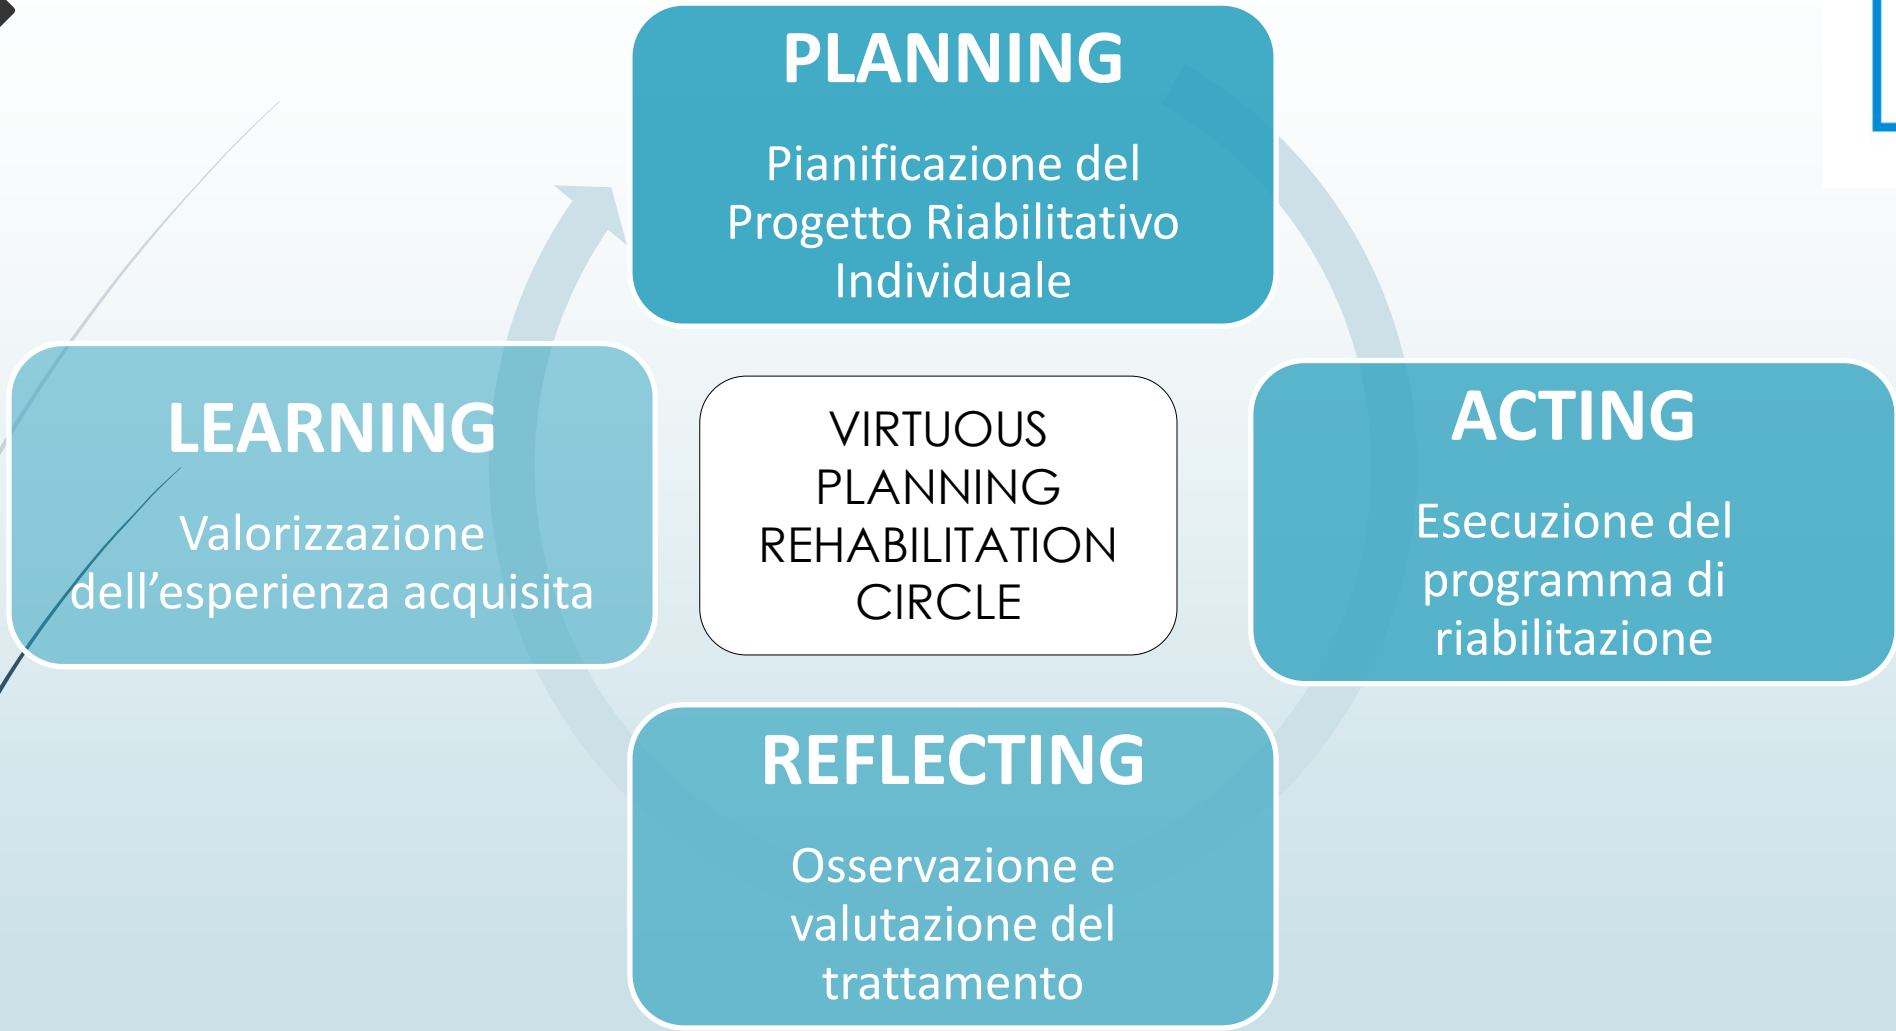 PLANNING
Pianificazione del
Progetto Riabilitativo
Individuale
LEARNING
Valorizzazione
dell’esperienza acquisita
VIRTUOUS
PLANNING
REHABILITATION
CIRCLE
ACTING
Esecuzione del
programma di
riabilitazione
REFLECTING
Osservazione e
valutazione del
trattamento